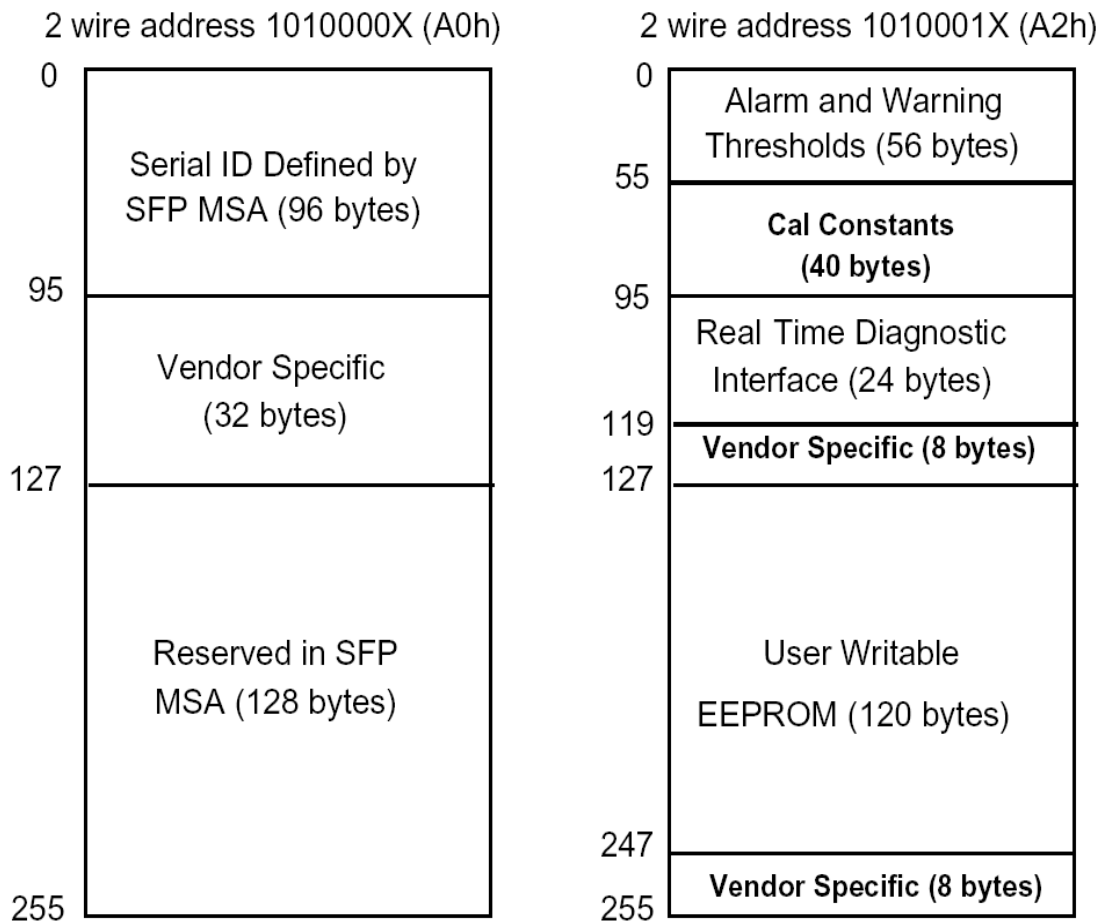 2 wire address 1010000X (A0h)
0
Serial ID Defined by
SFP MSA (96 bytes)
95
Vendor Specific
(32 bytes)
127
Reserved in SFP
MSA (128 bytes)
255
2 wire address 1010001X (A2h)
0
Alarm and Warning
Thresholds (56 bytes)
55
Cal Constants
(40 bytes)
95
Real Time Diagnostic
Interface (24 bytes)
119
Vendor Specific (8 bytes)
127
User Writable
EEPROM (120 bytes)
247
Vendor Specific (8 bytes)
255